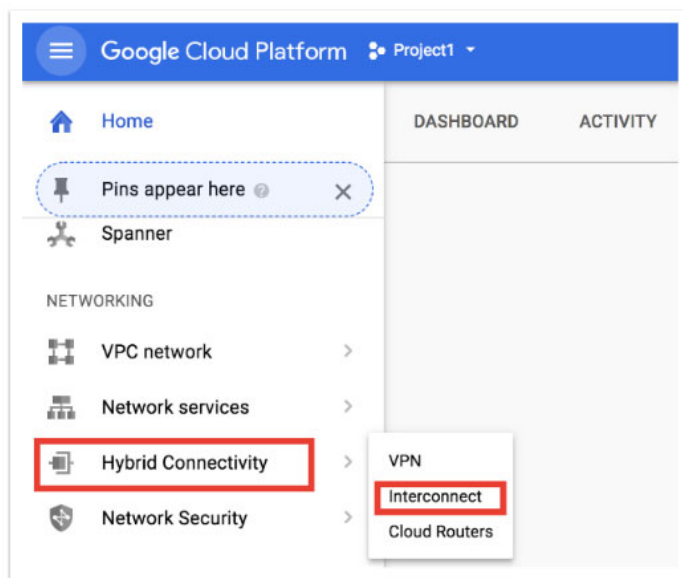 Google Cloud Platform Project1
Home
DASHBOARD ACTIVITY
Pins appear here
Spanner
NETWORKING
VPC network
Network services
Hybrid Connectivity
VPN
Interconnect
Network Security
Cloud Routers